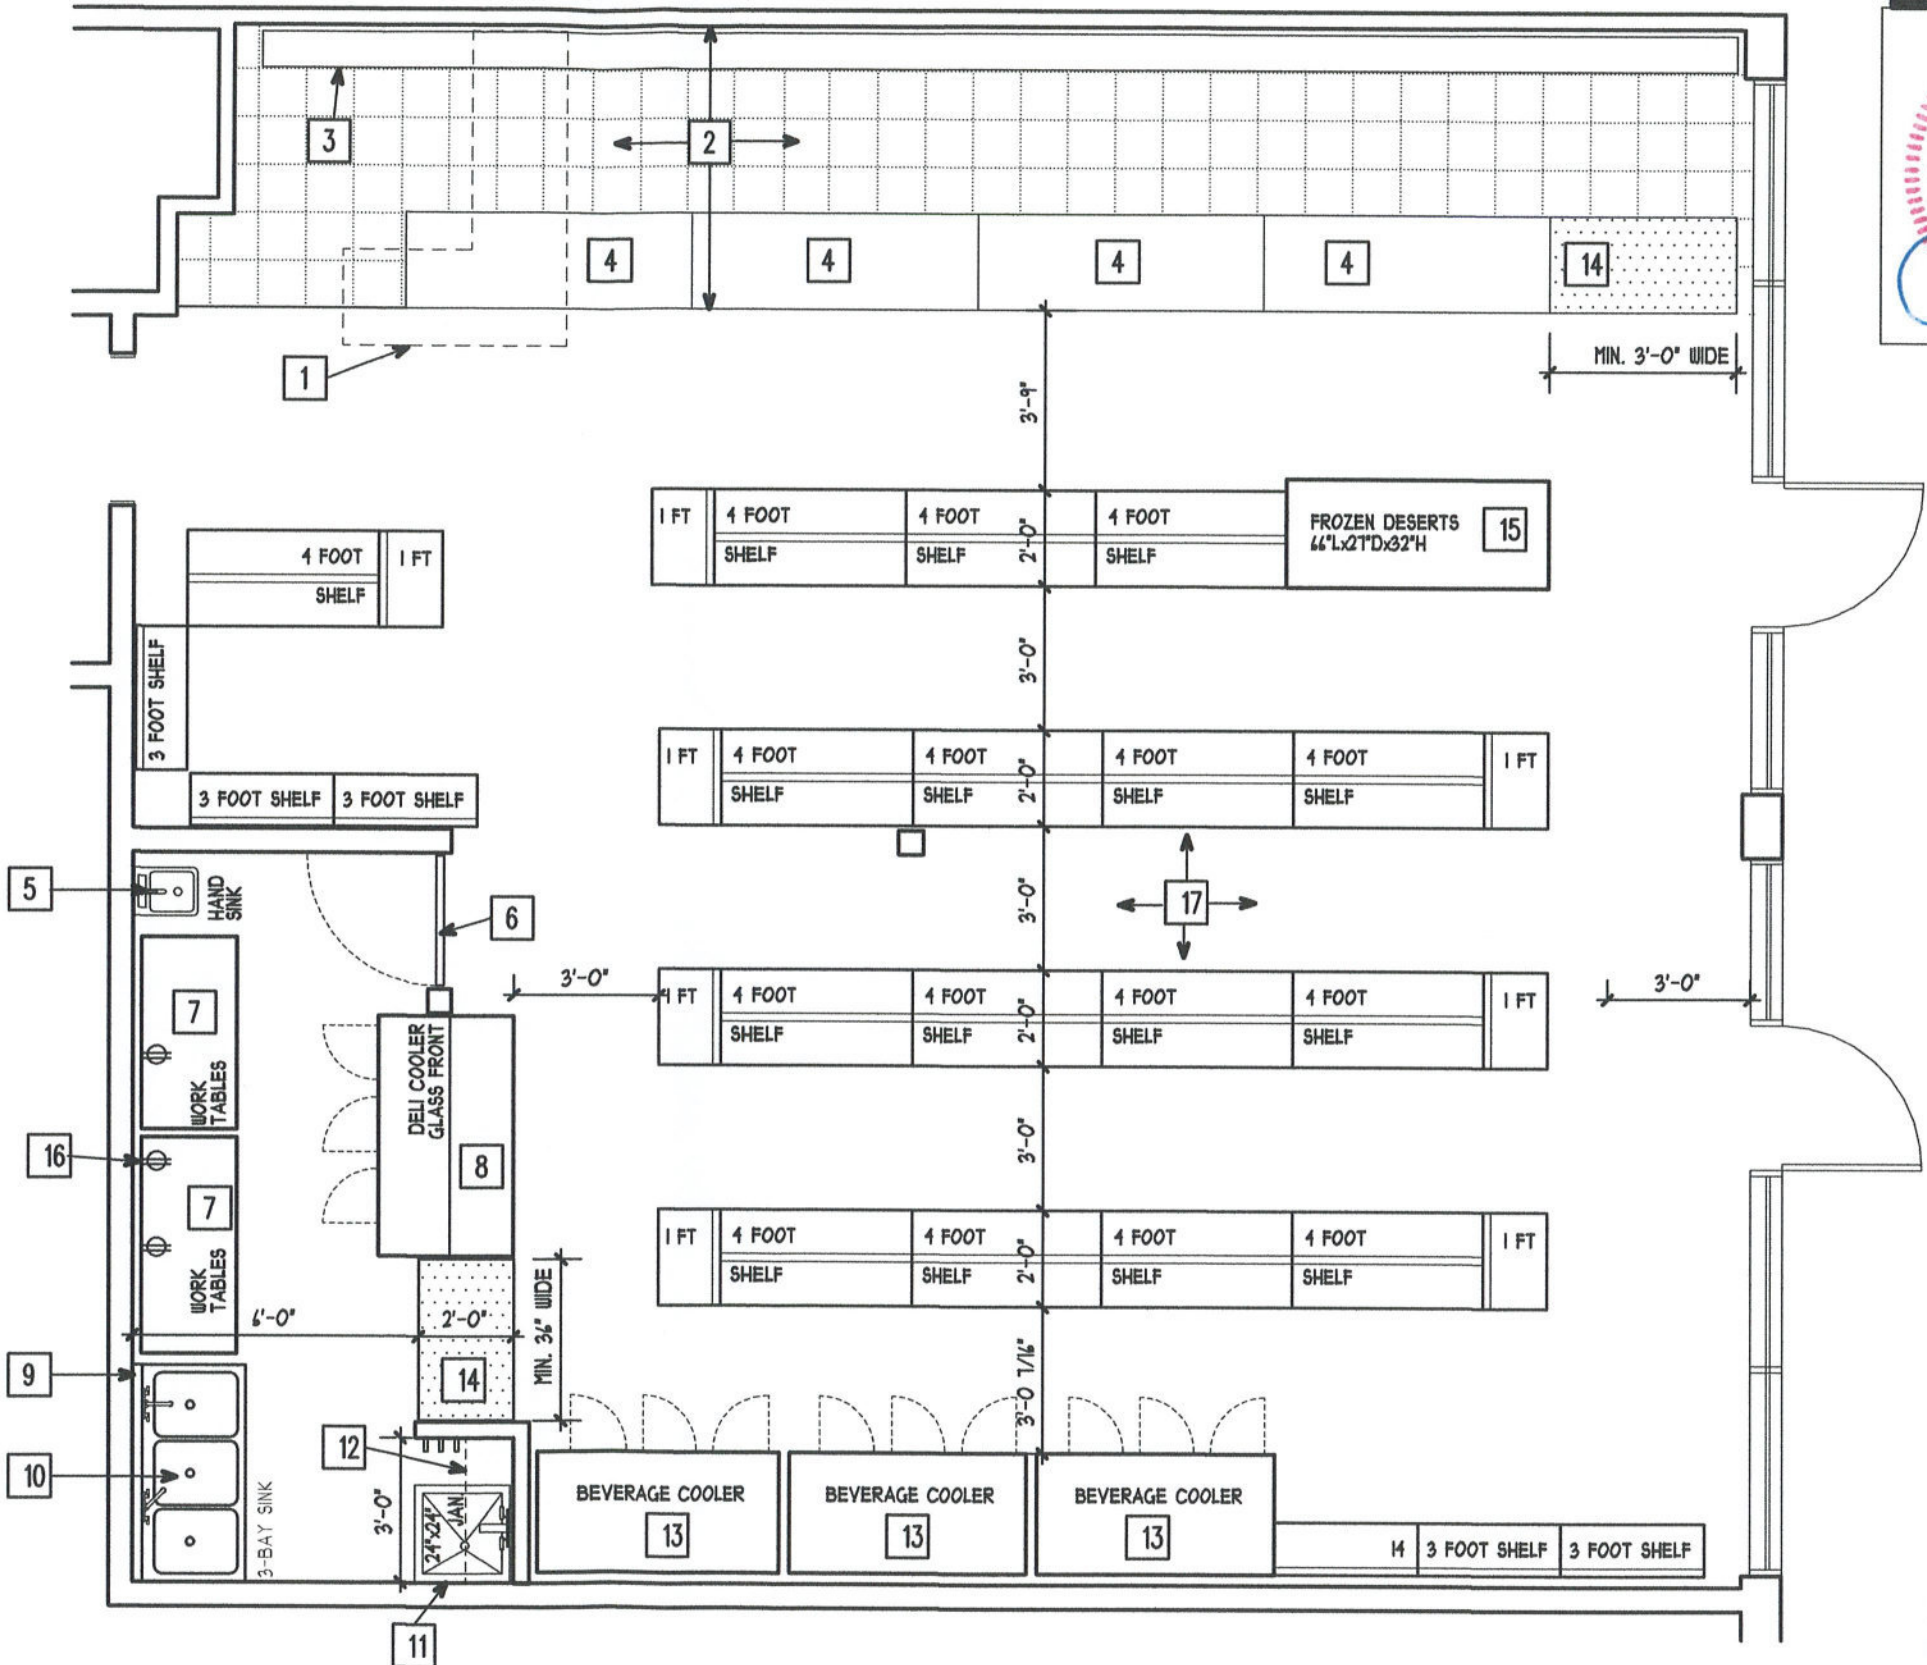 3
2
4
4
4
4
14
1
MIN. 3'-0" WIDE
3'-9"
1 FT
4 FOOT
SHELF
4 FOOT
SHELF
2'-0"
4 FOOT
SHELF
FROZEN DESERTS
66"Lx27"Dx32"H
15
4 FOOT
SHELF
1 FT
3 FOOT SHELF
3'-0"
3 FOOT SHELF
3 FOOT SHELF
1 FT
4 FOOT
SHELF
4 FOOT
SHELF
2'-0"
4 FOOT
SHELF
4 FOOT
SHELF
1 FT
5
HAND
SINK
6
3'-0"
17
7
WORK
TABLES
3'-0"
1 FT
4 FOOT
SHELF
4 FOOT
SHELF
2'-0"
4 FOOT
SHELF
4 FOOT
SHELF
1 FT
3'-0"
DELI COOLER
GLASS FRONT
8
16
7
WORK
TABLES
3'-0"
1 FT
4 FOOT
SHELF
4 FOOT
SHELF
2'-0"
4 FOOT
SHELF
4 FOOT
SHELF
1 FT
6'-0"
2'-0"
MIN. 36" WIDE
14
9
10
3-BAY SINK
12
3'-0"
24"x24"
JAN
11
3'-0 7/16"
BEVERAGE COOLER
13
BEVERAGE COOLER
13
BEVERAGE COOLER
13
14
3 FOOT SHELF
3 FOOT SHELF